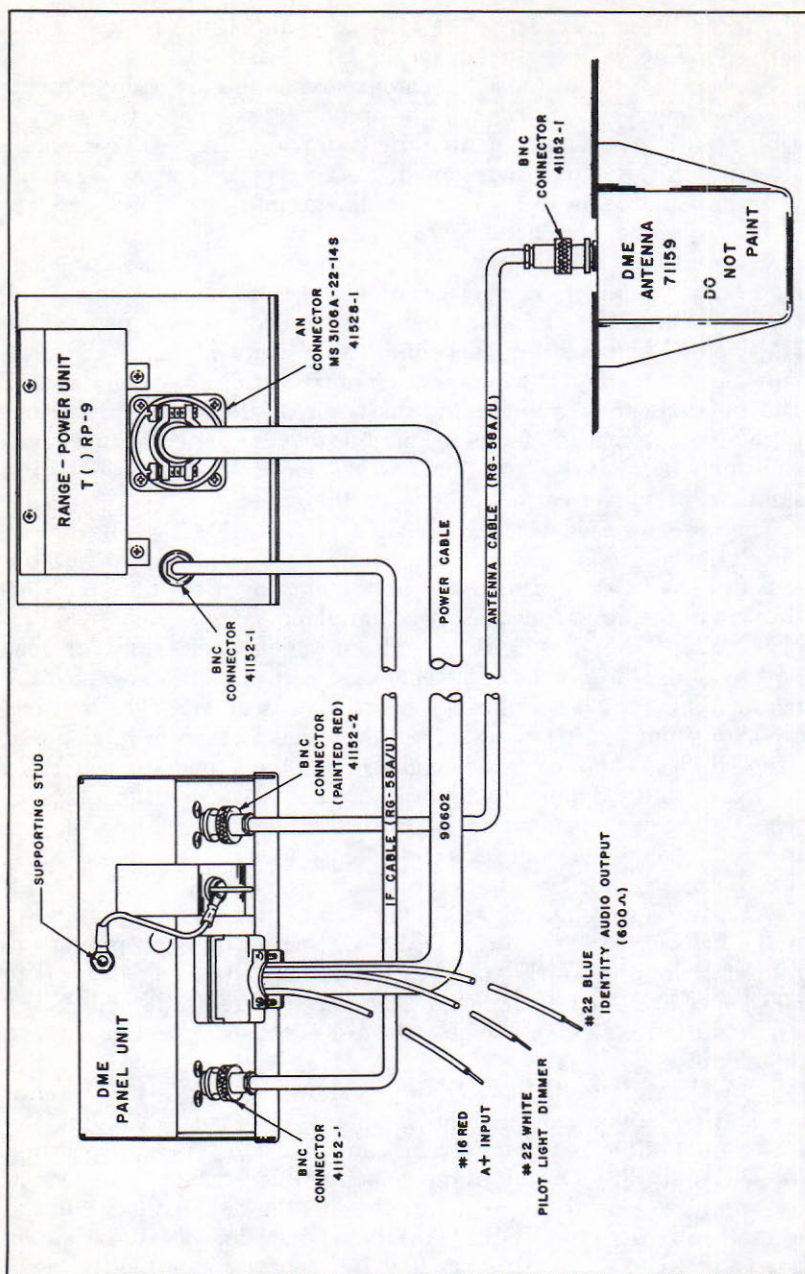 SUPPORTING STUD
DME
PANEL UNIT
BNC
CONNECTOR
(PAINTED RED)
41152-2
BNC
CONNECTOR
41152-1
RANGE - POWER UNIT
RP-9
AN
CONNECTOR
MS 3106A-22-14S
41528-1
BNC
CONNECTOR
41152-1
IF CABLE (RG-58A/U)
90602
POWER CABLE
ANTENNA CABLE (RG-58A/U)
BNC
CONNECTOR
41152-1
DME
ANTENNA
71159
DO NOT
PAINT
#16 RED
A+ INPUT
#22 WHITE
PILOT LIGHT DIMMER
#22 BLUE
IDENTITY AUDIO OUTPUT